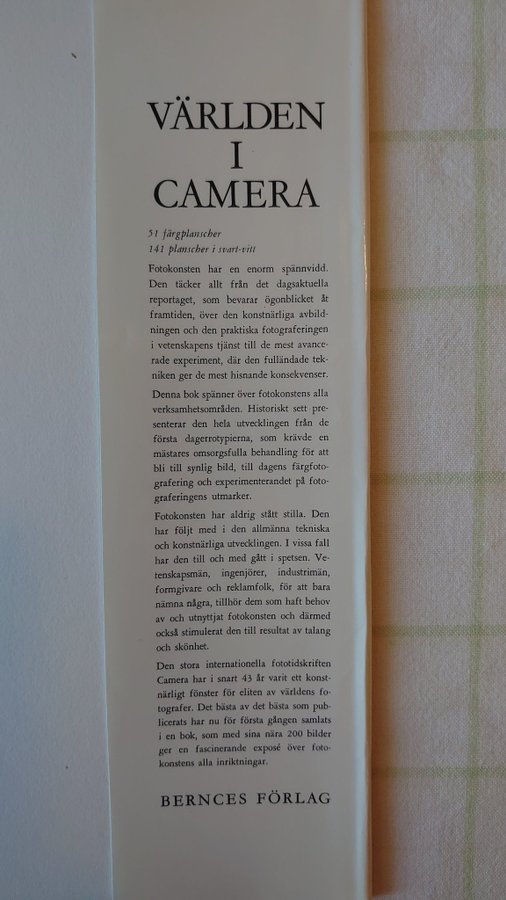 VÄRLDEN
I
CAMERA
51 färgplanscher
141 planscher i svart-vitt
Fotokonsten har en enorm spännvidd.
Den täcker allt från det dagsaktuella
reportaget, som bevarar ögonblicket åt
framtiden, över den konstnärliga avbild-
ningen och den praktiska fotograferingen
i vetenskapens tjänst till de mest avance-
rade experiment, där den fulländade tek-
niken ger de mest hisnande konsekvenser.
Denna bok spänner över fotokonstens alla
verksamhetsområden. Historiskt sett pre-
senterar den hela utvecklingen från de
första dagerrotypierna, som krävde en
mästares omsorgsfulla behandling för att
bli till synlig bild, till dagens färgfoto-
grafering och experimenterandet på foto-
graferingens utmarker.
Fotokonsten har aldrig stått stilla. Den
har följt med i den allmänna tekniska
och konstnärliga utvecklingen. I vissa fall
har den till och med gått i spetsen. Ve-
tenskapsmän, ingenjörer, industrimän,
formgivare och reklamfolk, för att bara
nämna några, tillhör dem som haft behov
av och utnyttjat fotokonsten och därmed
också stimulerat den till resultat av talang
och skönhet.
Den stora internationella fototidskriften
Camera har i snart 43 år varit ett konst-
närligt fönster för eliten av världens fo-
tografer. Det bästa av det bästa som pub-
licerats har nu för första gången samlats
i en bok, som med sina nära 200 bilder
ger en fascinerande exposé över foto-
konstens alla inriktningar.
BERNCES FÖRLAG